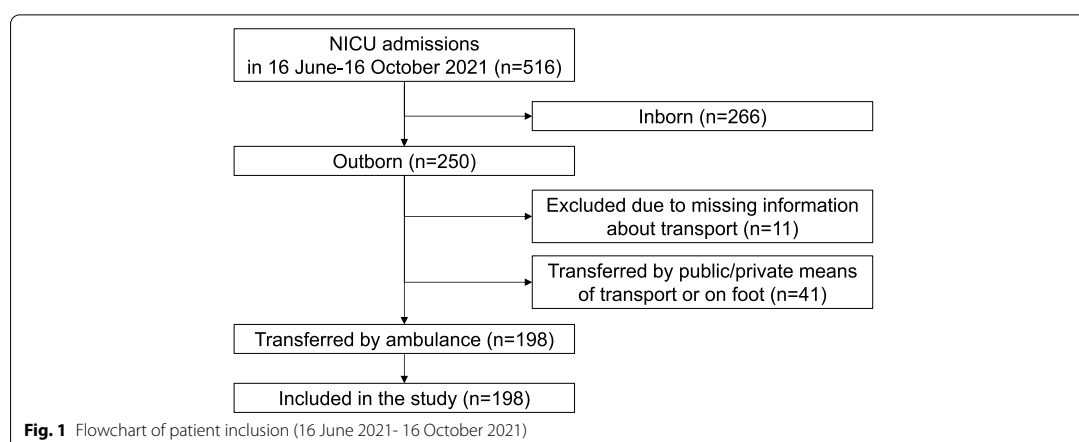 NICU admissions
in 16 June-16 October 2021 (n=516)
Inborn (n=266)
Outborn (n=250)
Excluded due to missing information
about transport (n=11)
Transferred by public/private means
of transport or on foot (n=41)
Transferred by ambulance (n=198)
Included in the study (n=198)
Fig. 1 Flowchart of patient inclusion (16 June 2021- 16 October 2021)